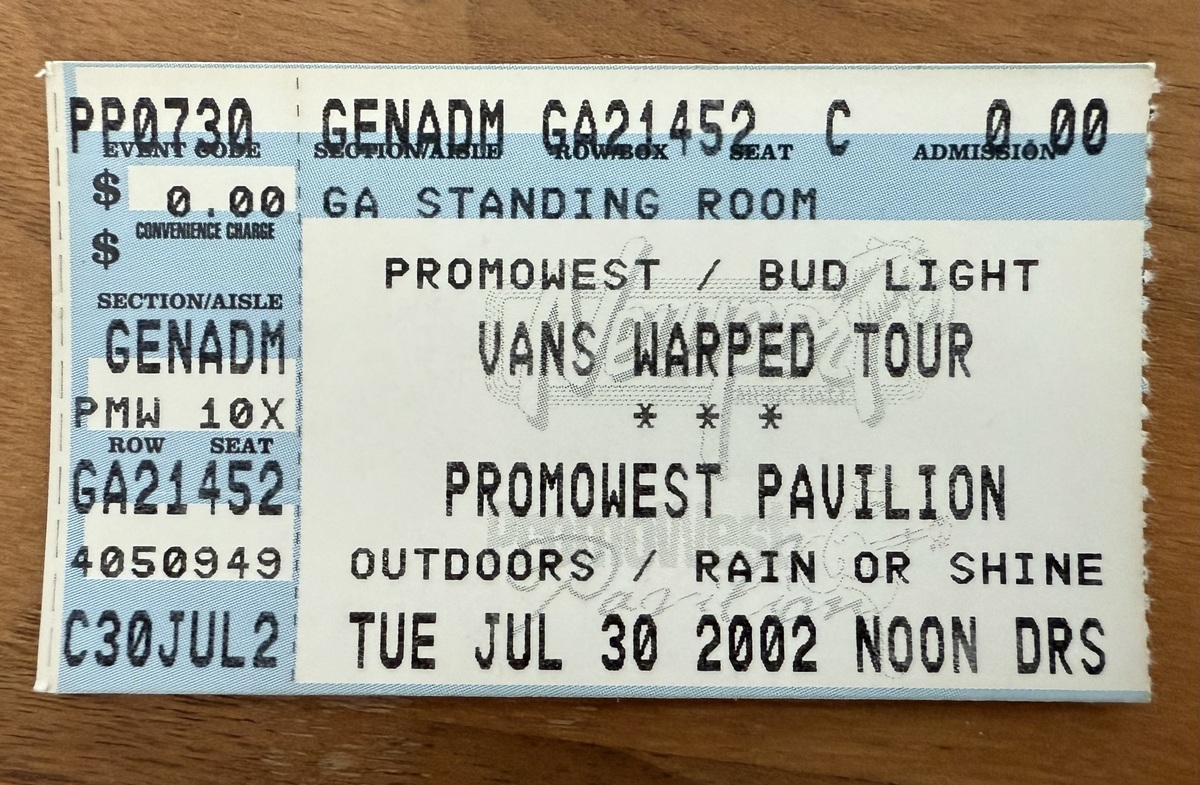 PP0730 GENADM GA21452 C 0.00
EVENT CODE SECTION/AISLE ROW/BOX SEAT ADMISSION
$ 0.00 GA STANDING ROOM
CONVENIENCE CHARGE
$
PROMOWEST / BUD LIGHT
SECTION/AISLE
GENADM VANS WARPED TOUR
PMW 10X * * *
ROW SEAT
GA21452 PROMOWEST PAVILION
4050949 OUTDOORS / RAIN OR SHINE
C30JUL2 TUE JUL 30 2002 NOON DRS